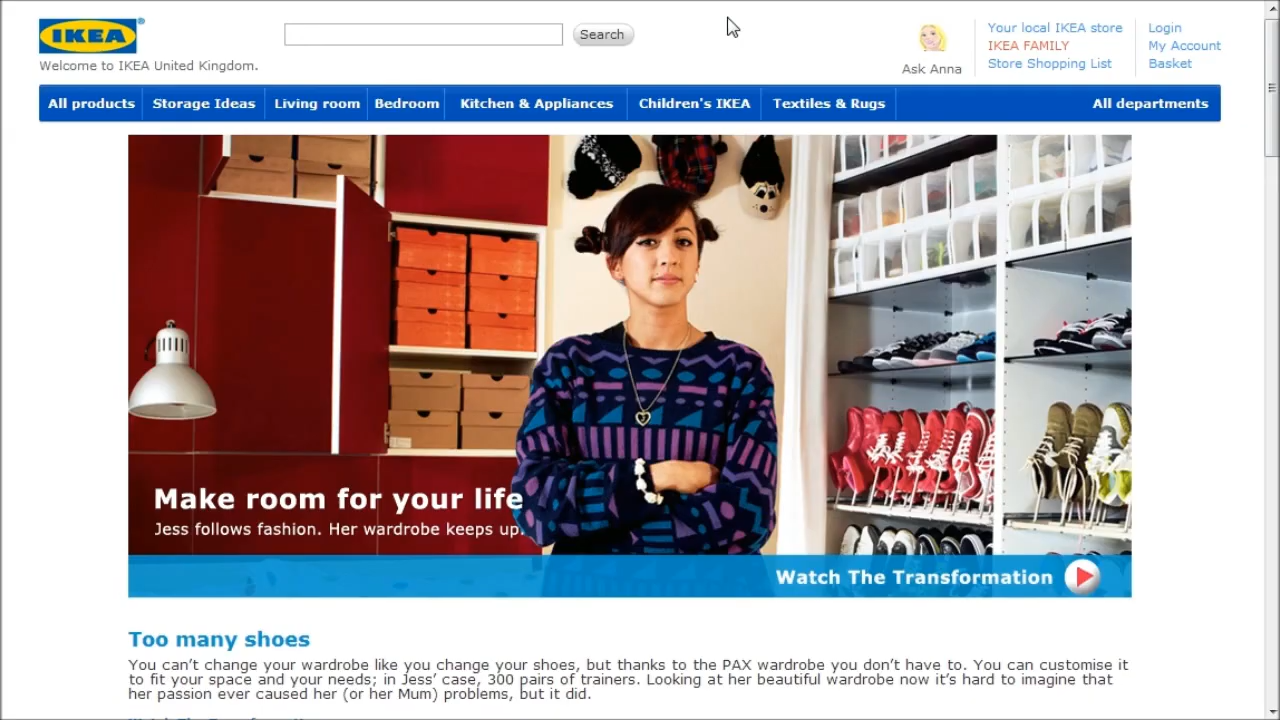 IKEA
®
Search
Welcome to IKEA United Kingdom.
Ask Anna
Your local IKEA store
IKEA FAMILY
Store Shopping List
Login
My Account
Basket
All products
Storage Ideas
Living room
Bedroom
Kitchen & Appliances
Children's IKEA
Textiles & Rugs
All departments
Make room for your life
Jess follows fashion. Her wardrobe keeps up.
Watch The Transformation
Too many shoes
You can’t change your wardrobe like you change your shoes, but thanks to the PAX wardrobe you don’t have to. You can customise it
to fit your space and your needs; in Jess’ case, 300 pairs of trainers. Looking at her beautiful wardrobe now it’s hard to imagine that
her passion ever caused her (or her Mum) problems, but it did.